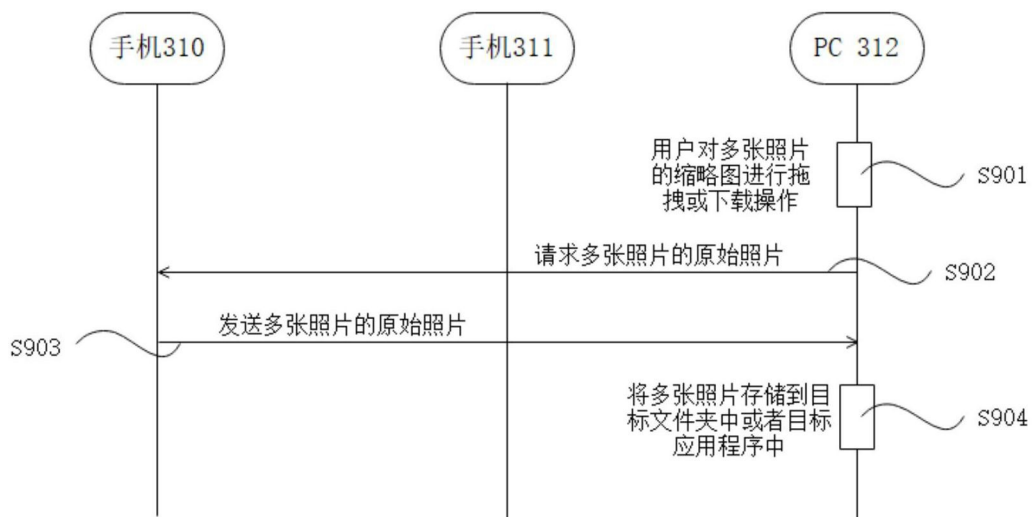 手机310
手机311
PC 312
用户对多张照片
的缩略图进行拖
拽或下载操作
S901
请求多张照片的原始照片
S902
发送多张照片的原始照片
S903
将多张照片存储到目
标文件夹中或者目标
应用程序中
S904